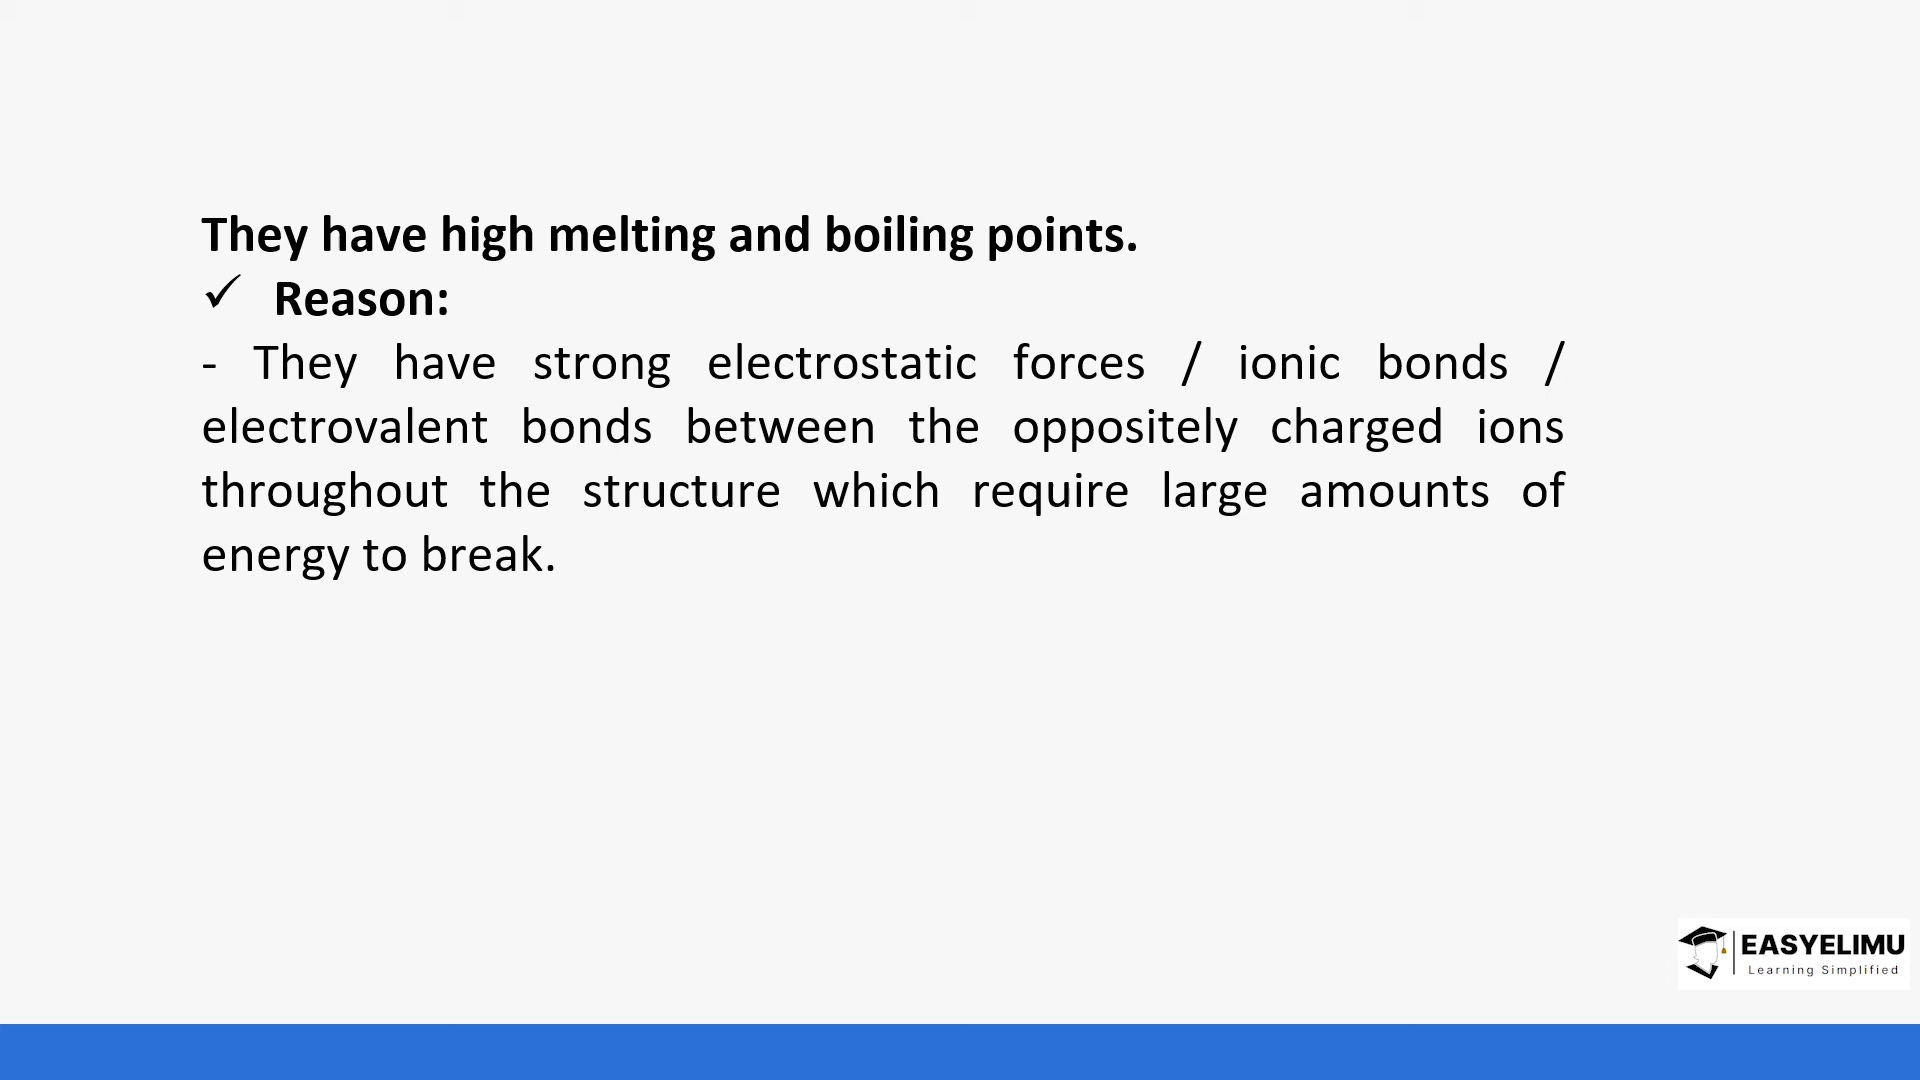 They have high melting and boiling points.
✓ Reason:
- They have strong electrostatic forces / ionic bonds /
electrovalent bonds between the oppositely charged ions
throughout the structure which require large amounts of
energy to break.
EASYELIMU
Learning Simplified